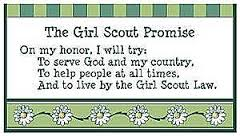 The Girl Scout Promise
On my honor, I will try:
To serve God and my country,
To help people at all times,
And to live by the Girl Scout Law.